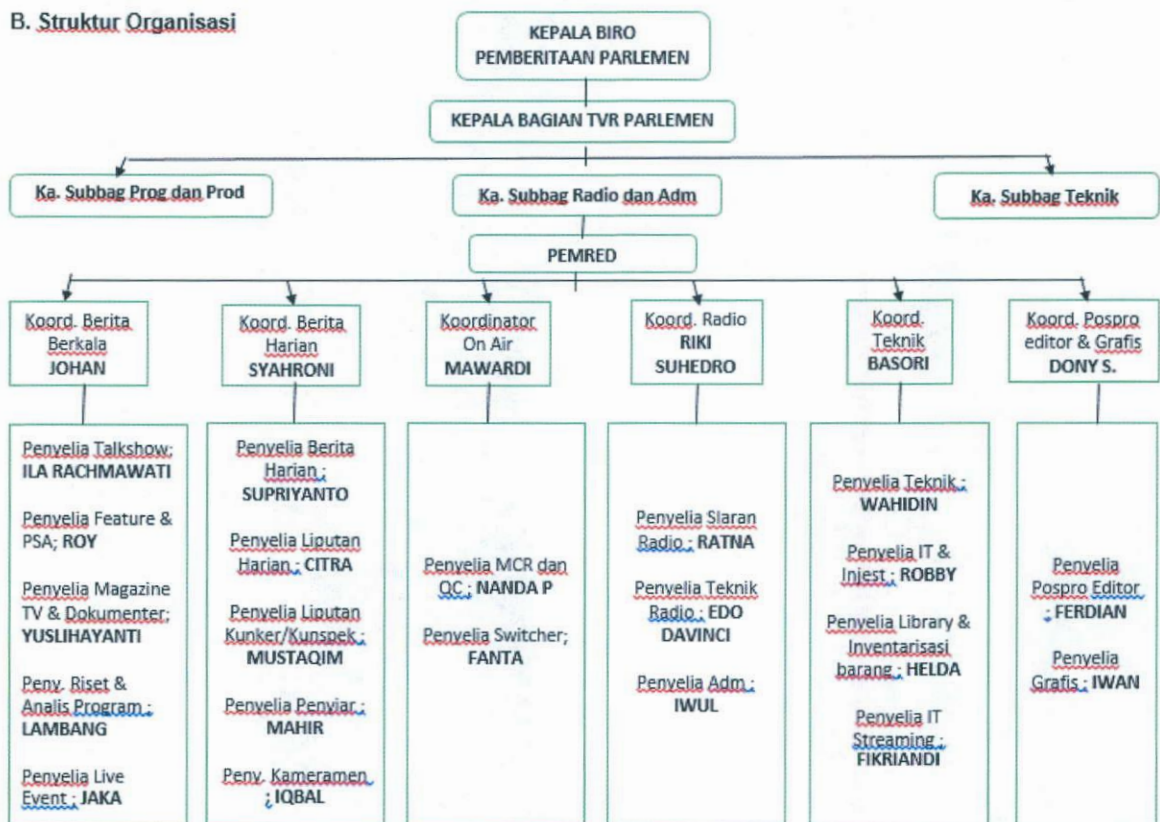 B. Struktur Organisasi
KEPALA BIRO
PEMBERITAAN PARLEMEN
KEPALA BAGIAN TVR PARLEMEN
Ka. Subbag Prog dan Prod
Ka. Subbag Radio dan Adm
Ka. Subbag Teknik
PEMRED
Koord. Berita
Berkala
JOHAN
Koord. Berita
Harian
SYAHRONI
Koordinator
On Air
MAWARDI
Koord. Radio
RIKI
SUHEDRO
Koord.
Teknik
BASORI
Koord. Pospro
editor & Grafis
DONY S.
Penyelia Talkshow;
ILA RACHMAWATI
Penyelia Feature &
PSA; ROY
Penyelia Magazine
TV & Dokumenter;
YUSLIHAYANTI
Peny. Riset &
Analis Program ;
LAMBANG
Penyelia Live
Event ; JAKA
Penyelia Berita
Harian ;
SUPRIYANTO
Penyelia Liputan
Harian ; CITRA
Penyelia Liputan
Kunker/Kunspek ;
MUSTAQIM
Penyelia Penyiar ;
MAHIR
Peny. Kameramen
; IQBAL
Penyelia MCR dan
QC ; NANDA P
Penyelia Switcher;
FANTA
Penyelia SIaran
Radio ; RATNA
Penyelia Teknik
Radio ; EDO
DAVINCI
Penyelia Adm ;
IWUL
Penyelia Teknik ;
WAHIDIN
Penyelia IT &
Injest ; ROBBY
Penyelia Library &
Inventarisasi
barang ; HELDA
Penyelia IT
Streaming ;
FIKRIANDI
Penyelia
Pospro Editor
; FERDIAN
Penyelia
Grafis ; IWAN